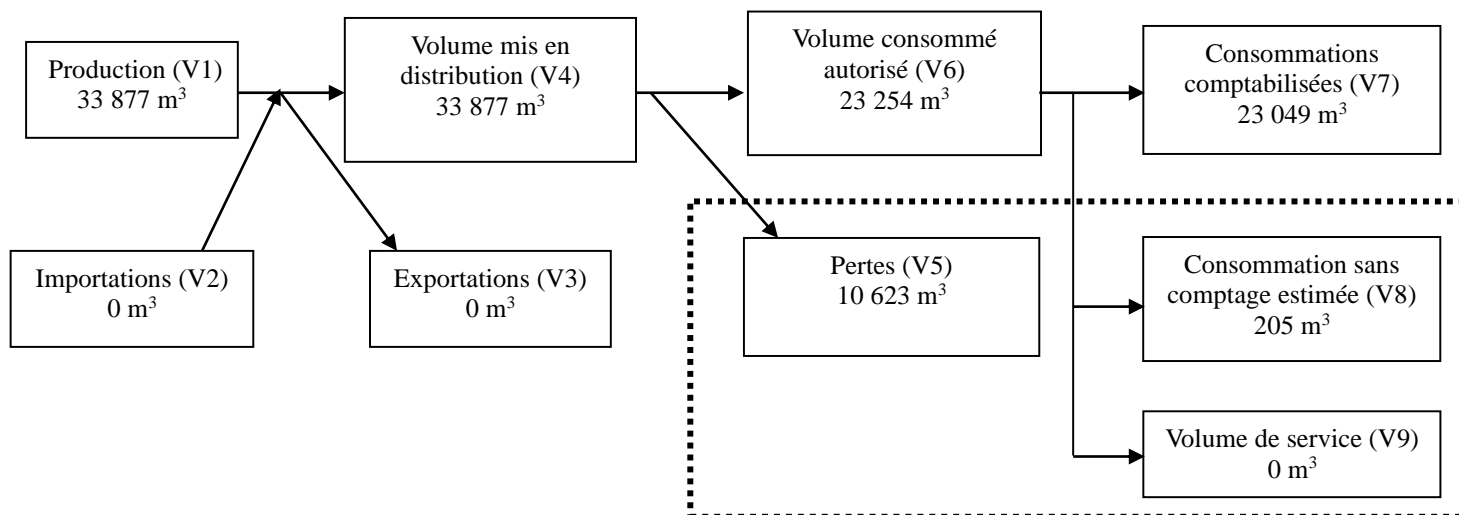 Production (V1)
33 877 m³
Volume mis en
distribution (V4)
33 877 m³
Volume consommé
autorisé (V6)
23 254 m³
Consommations
comptabilisées (V7)
23 049 m³
Importations (V2)
0 m³
Exportations (V3)
0 m³
Pertes (V5)
10 623 m³
Consommation sans
comptage estimée (V8)
205 m³
Volume de service (V9)
0 m³